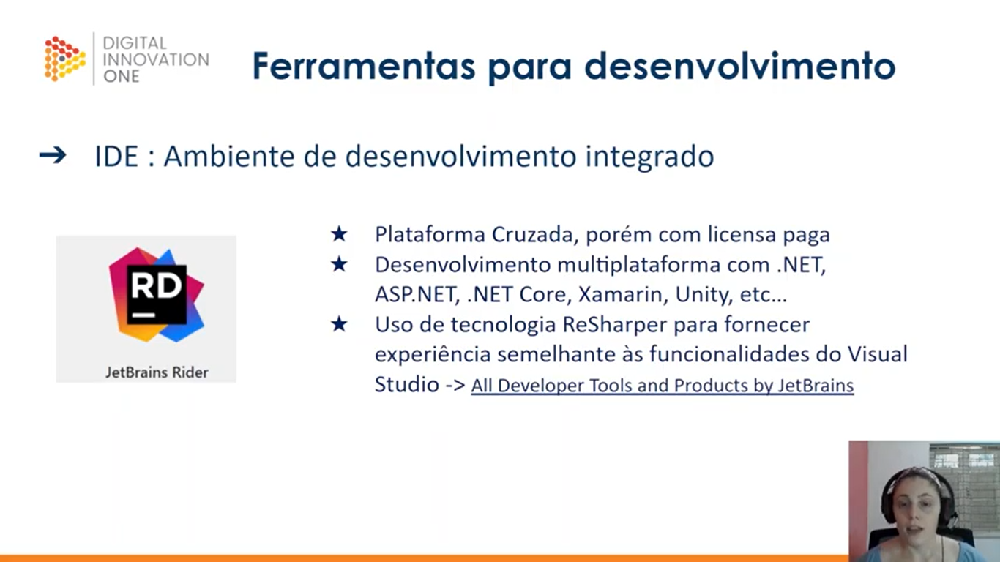 DIGITAL
INNOVATION
ONE
Ferramentas para desenvolvimento
➔ IDE : Ambiente de desenvolvimento integrado
★ Plataforma Cruzada, porém com licensa paga
★ Desenvolvimento multiplataforma com .NET,
ASP.NET, .NET Core, Xamarin, Unity, etc...
★ Uso de tecnologia ReSharper para fornecer
experiência semelhante às funcionalidades do Visual
Studio -> All Developer Tools and Products by JetBrains
RD
JetBrains Rider